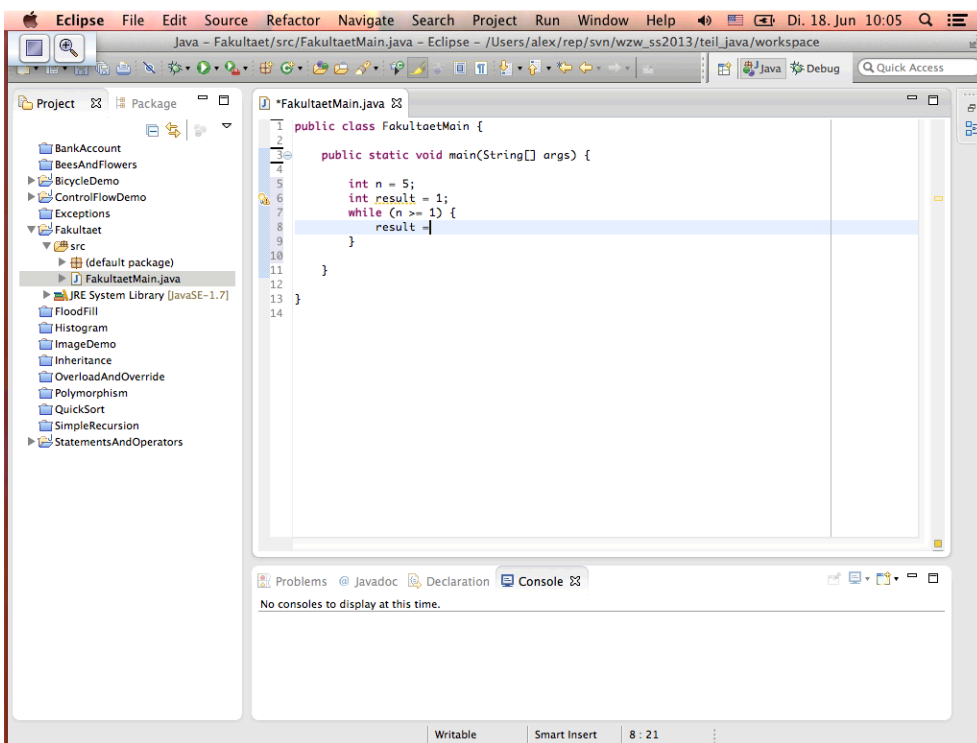 Eclipse File Edit Source Refactor Navigate Search Project Run Window Help Di. 18. Jun 10:05
Java – Fakultaet/src/FakultaetMain.java – Eclipse – /Users/alex/rep/svn/wzw_ss2013/teil_java/workspace
Java Debug Quick Access
Project Package
BankAccount
BeesAndFlowers
BicycleDemo
ControlFlowDemo
Exceptions
Fakultaet
src
(default package)
FakultaetMain.java
JRE System Library [JavaSE-1.7]
FloodFill
Histogram
ImageDemo
Inheritance
OverloadAndOverride
Polymorphism
QuickSort
SimpleRecursion
StatementsAndOperators
*FakultaetMain.java
1 public class FakultaetMain {
2
3 public static void main(String[] args) {
4
5 int n = 5;
6 int result = 1;
7 while (n >= 1) {
8 result =
9 }
10
11 }
12
13 }
14
Problems @ Javadoc Declaration Console
No consoles to display at this time.
Writable Smart Insert 8 : 21